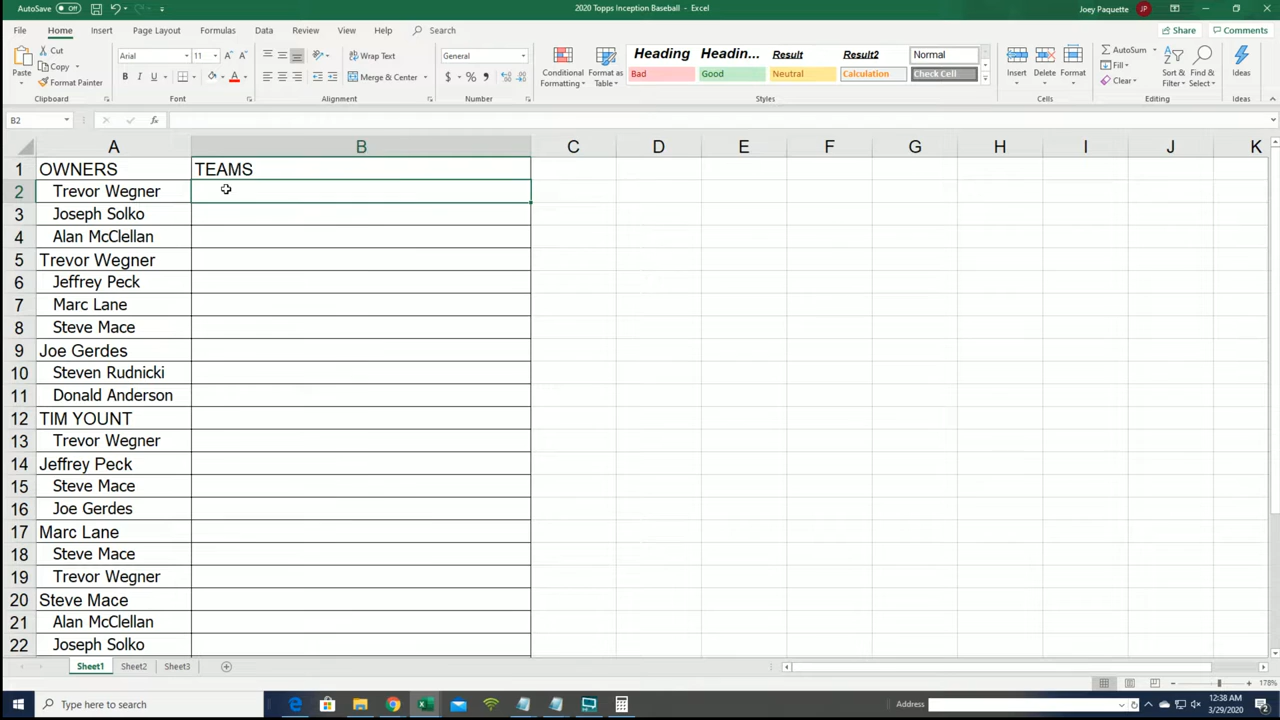 AutoSave Off
2020 Topps Inception Baseball - Excel
Joey Paquette JP
File Home Insert Page Layout Formulas Data Review View Help Search
Share Comments
Paste
Cut
Copy
Format Painter
Clipboard
Arial 11
B I U
Font
Wrap Text
Merge & Center
Alignment
General
$ % ,
Number
Conditional Formatting
Format as Table
Heading Headin... Result Result2 Normal
Bad Good Neutral Calculation Check Cell
Styles
Insert Delete Format
Cells
AutoSum
Fill
Clear
Sort & Filter
Find & Select
Editing
Ideas
Ideas
B2 fx
A B C D E F G H I J K
1 OWNERS TEAMS
2 Trevor Wegner
3 Joseph Solko
4 Alan McClellan
5 Trevor Wegner
6 Jeffrey Peck
7 Marc Lane
8 Steve Mace
9 Joe Gerdes
10 Steven Rudnicki
11 Donald Anderson
12 TIM YOUNT
13 Trevor Wegner
14 Jeffrey Peck
15 Steve Mace
16 Joe Gerdes
17 Marc Lane
18 Steve Mace
19 Trevor Wegner
20 Steve Mace
21 Alan McClellan
22 Joseph Solko
Sheet1 Sheet2 Sheet3
178%
Type here to search
Address
12:38 AM
3/29/2020
2